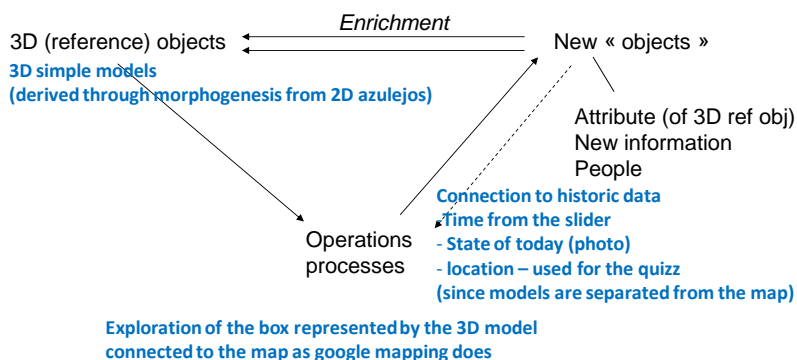 Enrichment
3D (reference) objects
New « objects »
3D simple models
(derived through morphogenesis from 2D azulejos)
Attribute (of 3D ref obj)
New information
People
Connection to historic data
-Time from the slider
- State of today (photo)
- location – used for the quizz
(since models are separated from the map)
Operations
processes
Exploration of the box represented by the 3D model
connected to the map as google mapping does